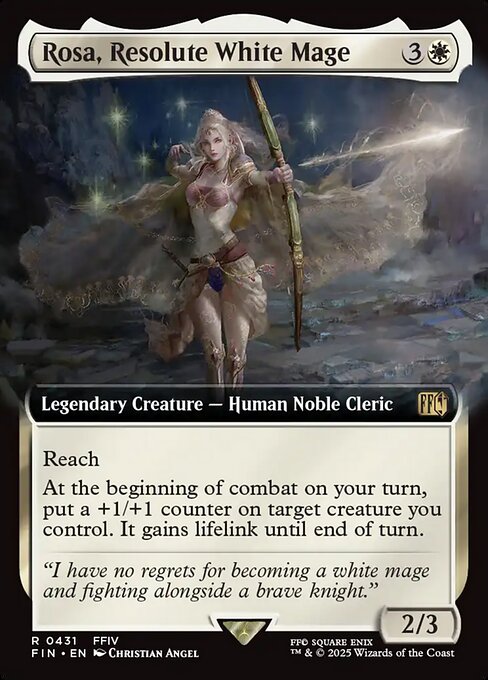 Rosa, Resolute White Mage 3
Legendary Creature — Human Noble Cleric
Reach
At the beginning of combat on your turn,
put a +1/+1 counter on target creature you
control. It gains lifelink until end of turn.
“I have no regrets for becoming a white mage
and fighting alongside a brave knight.”
2/3
R 0431 FFIV
FIN • EN Christian Angel
FF© SQUARE ENIX
™ & © 2025 Wizards of the Coast